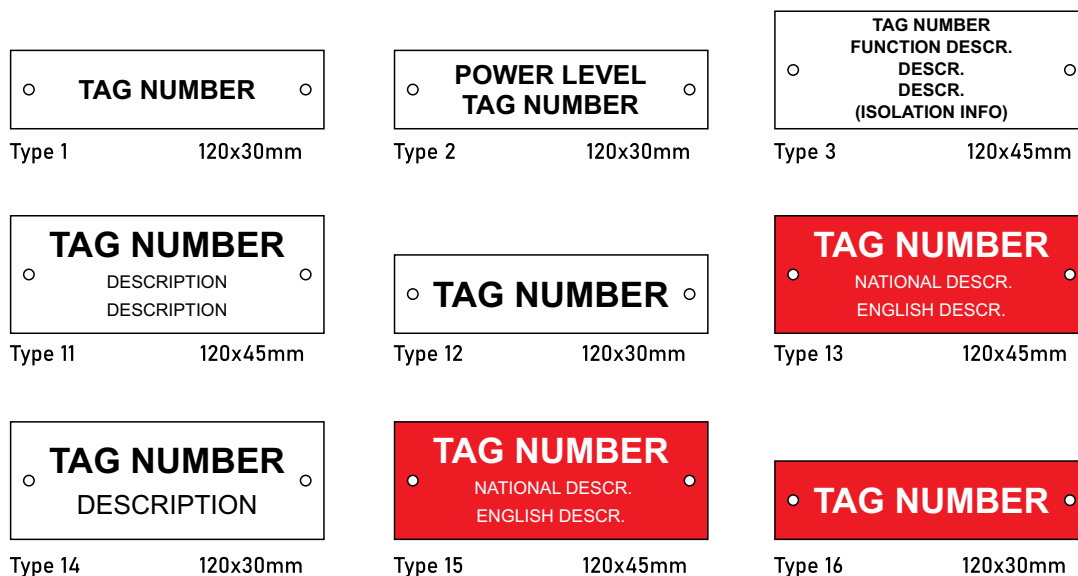 TAG NUMBER
Type 1 120x30mm
POWER LEVEL
TAG NUMBER
Type 2 120x30mm
TAG NUMBER
FUNCTION DESCR.
DESCR.
DESCR.
(ISOLATION INFO)
Type 3 120x45mm
TAG NUMBER
DESCRIPTION
DESCRIPTION
Type 11 120x45mm
TAG NUMBER
Type 12 120x30mm
TAG NUMBER
NATIONAL DESCR.
ENGLISH DESCR.
Type 13 120x45mm
TAG NUMBER
DESCRIPTION
Type 14 120x30mm
TAG NUMBER
NATIONAL DESCR.
ENGLISH DESCR.
Type 15 120x45mm
TAG NUMBER
Type 16 120x30mm